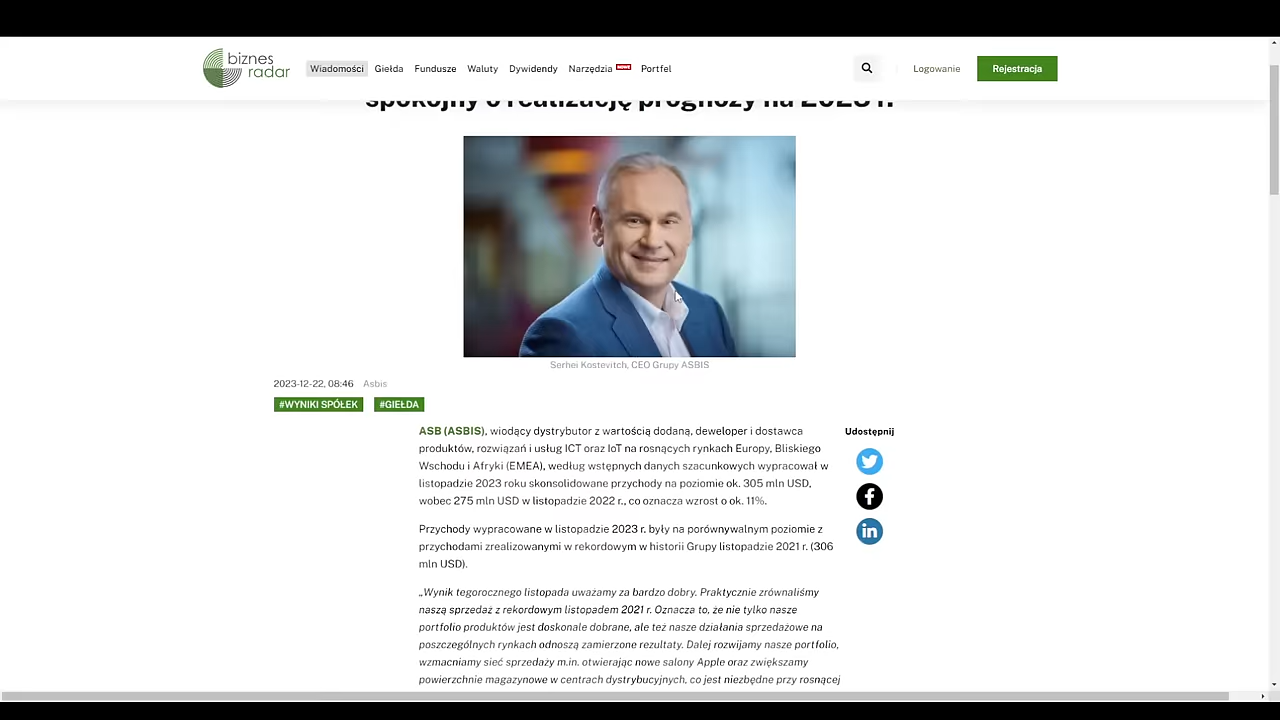 biznes
radar
Wiadomości Giełda Fundusze Waluty Dywidendy Narzędzia NOWE Portfel
Logowanie Rejestracja
spokojny o realizację prognozy na 2023 r.
Serhei Kostevitch, CEO Grupy ASBIS
2023-12-22, 08:46 Asbis
#WYNIKI SPÓŁEK #GIEŁDA
ASB (ASBIS), wiodący dystrybutor z wartością dodaną, deweloper i dostawca
produktów, rozwiązań i usług ICT oraz IoT na rosnących rynkach Europy, Bliskiego
Wschodu i Afryki (EMEA), według wstępnych danych szacunkowych wypracował w
listopadzie 2023 roku skonsolidowane przychody na poziomie ok. 305 mln USD,
wobec 275 mln USD w listopadzie 2022 r., co oznacza wzrost o ok. 11%.
Udostępnij
Przychody wypracowane w listopadzie 2023 r. były na porównywalnym poziomie z
przychodami zrealizowanymi w rekordowym w historii Grupy listopadzie 2021 r. (306
mln USD).
„Wynik tegorocznego listopada uważamy za bardzo dobry. Praktycznie zrównaliśmy
naszą sprzedaż z rekordowym listopadem 2021 r. Oznacza to, że nie tylko nasze
portfolio produktów jest doskonale dobrane, ale też nasze działania sprzedażowe na
poszczególnych rynkach odnoszą zamierzone rezultaty. Dalej rozwijamy nasze portfolio,
wzmacniamy sieć sprzedaży m.in. otwierając nowe salony Apple oraz zwiększamy
powierzchnie magazynowe w centrach dystrybucyjnych, co jest niezbędne przy rosnącej